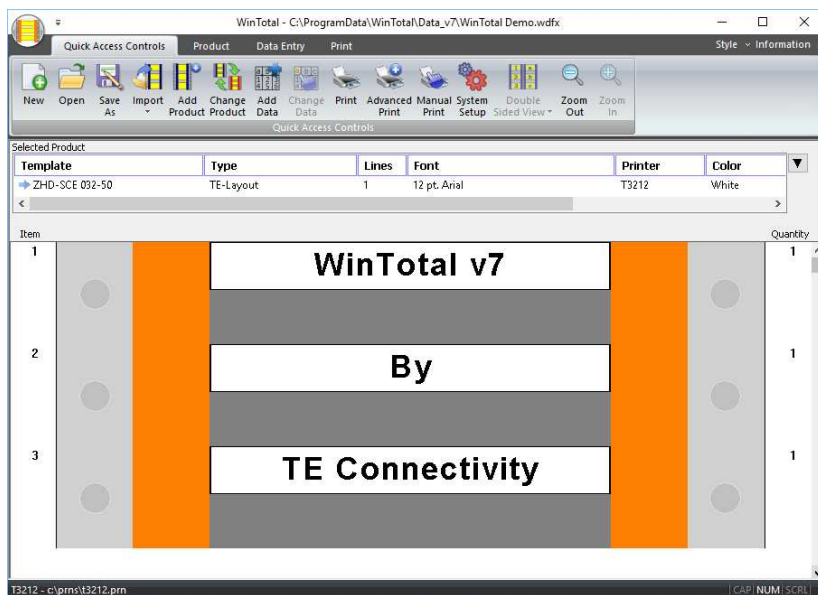 WinTotal - C:\ProgramData\WinTotal\Data_v7\WinTotal Demo.wdfx
Quick Access Controls Product Data Entry Print Style Information
New Open Save As Import Add Product Change Product Add Data Change Data Print Advanced Print Manual Print System Setup Double Sided View Zoom Out Zoom In
Quick Access Controls
Selected Product
Template Type Lines Font Printer Color
ZHD-SCE 032-50 TE-Layout 1 12 pt. Arial T3212 White
Item Quantity
1 WinTotal v7 1
2 By 1
3 TE Connectivity 1
T3212 - c:\prns\t3212.prn CAP NUM SCRL